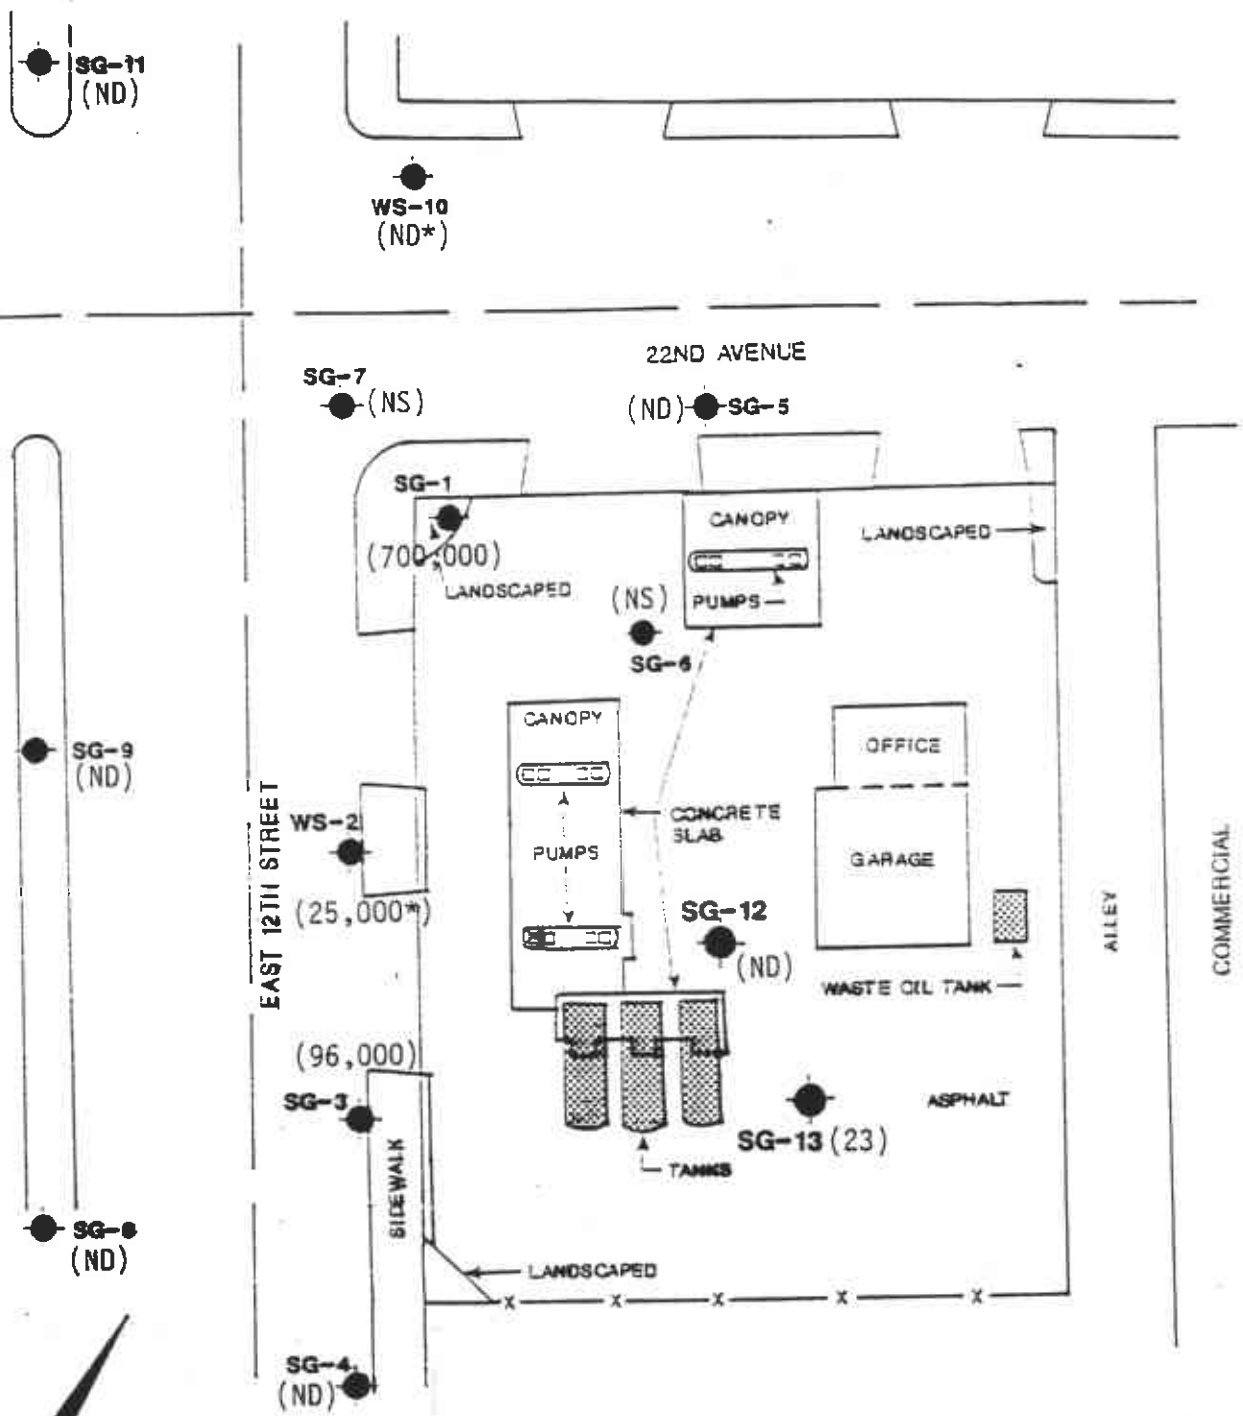 SG-11
(ND)
WS-10
(ND*)
22ND AVENUE
SG-7
(NS)
(ND)
SG-5
SG-1
(700,000)
LANDSCAPED
CANOPY
PUMPS
LANDSCAPED
(NS)
SG-6
CANOPY
PUMPS
CONCRETE
SLAB
OFFICE
GARAGE
SG-9
(ND)
EAST 12TH STREET
WS-2
(25,000*)
SG-12
(ND)
WASTE OIL TANK
ALLEY
COMMERCIAL
(96,000)
SG-3
SIDEWALK
TANKS
SG-13 (23)
ASPHALT
SG-8
(ND)
LANDSCAPED
x x x x x
SG-4
(ND)